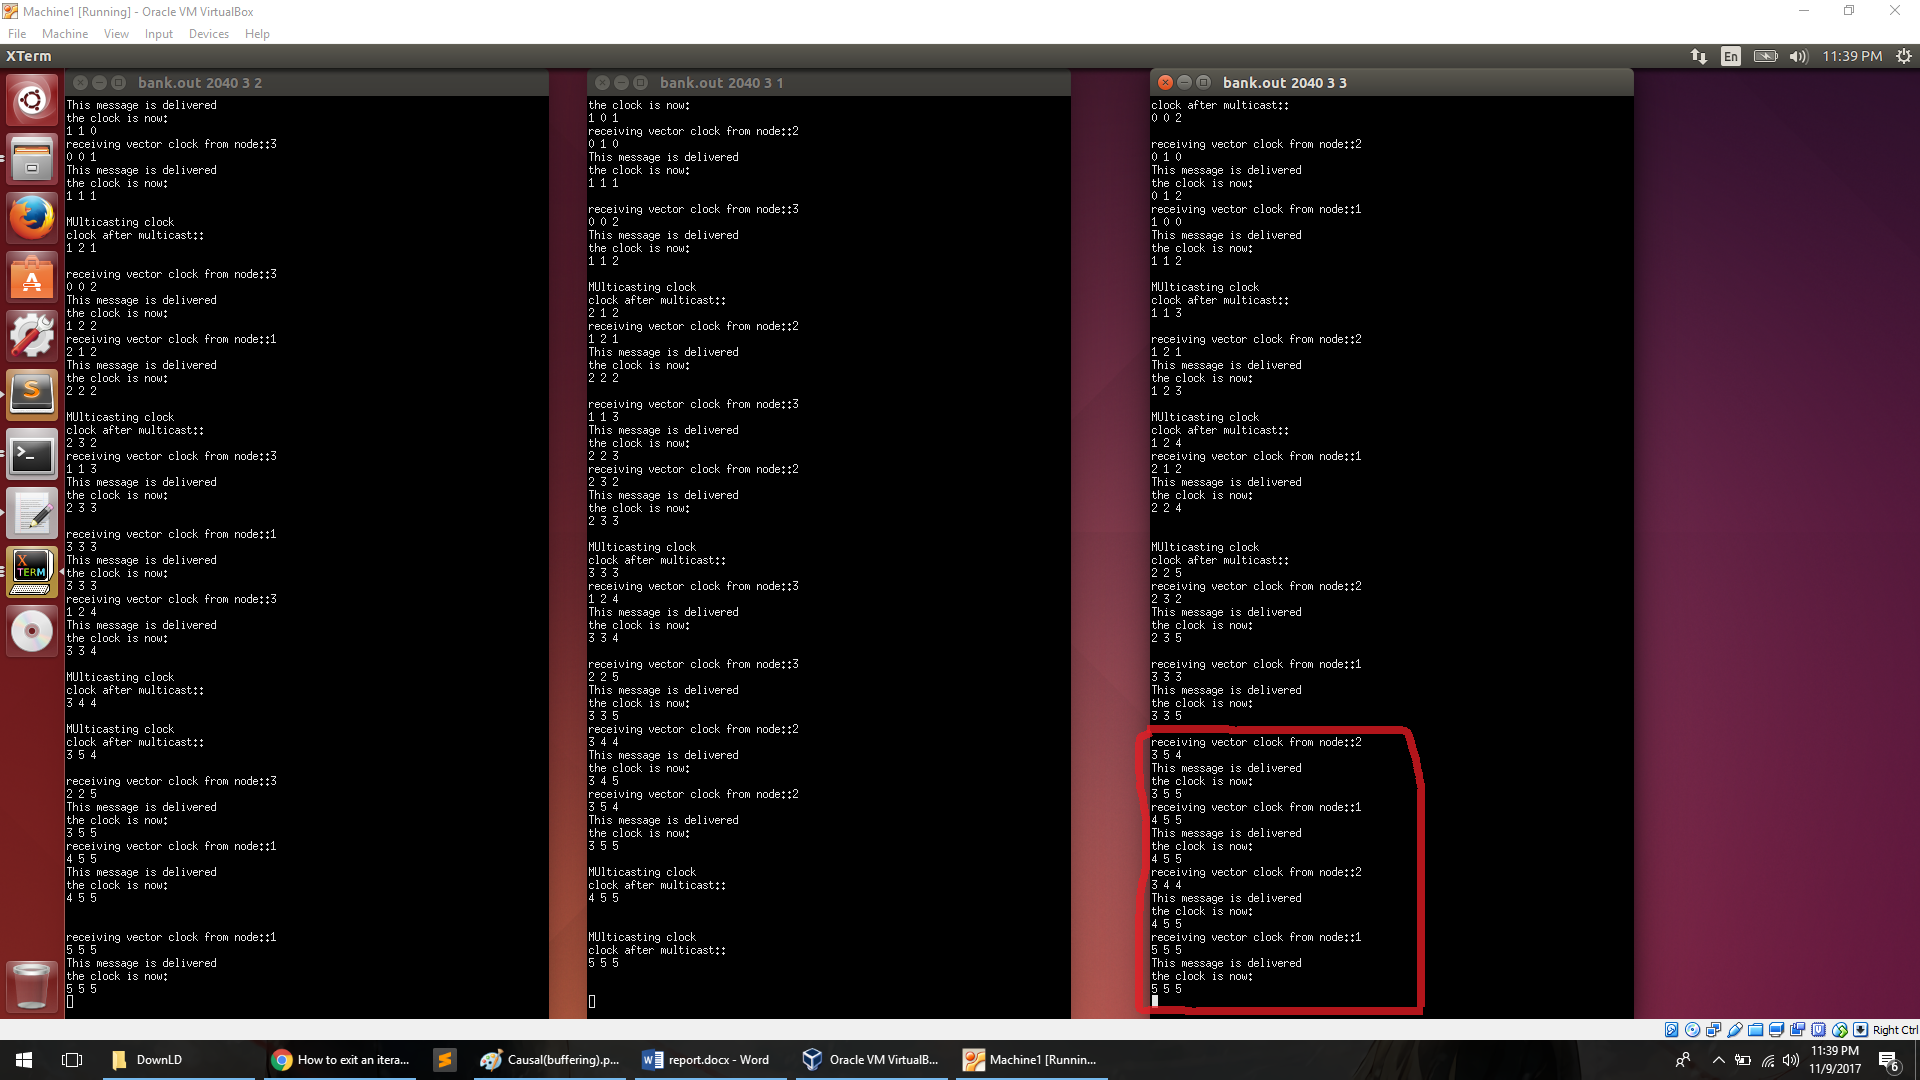 Machine1 [Running] - Oracle VM VirtualBox
File Machine View Input Devices Help
XTerm
En
11:39 PM
bank.out 2040 3 2
This message is delivered
the clock is now:
1 1 0
receiving vector clock from node::3
0 0 1
This message is delivered
the clock is now:
1 1 1
MUlticasting clock
clock after multicast::
1 2 1
receiving vector clock from node::3
0 0 2
This message is delivered
the clock is now:
1 2 2
receiving vector clock from node::1
2 1 2
This message is delivered
the clock is now:
2 2 2
MUlticasting clock
clock after multicast::
2 3 2
receiving vector clock from node::3
1 1 3
This message is delivered
the clock is now:
2 3 3
receiving vector clock from node::1
3 3 3
This message is delivered
the clock is now:
3 3 3
receiving vector clock from node::3
1 2 4
This message is delivered
the clock is now:
3 3 4
MUlticasting clock
clock after multicast::
3 4 4
MUlticasting clock
clock after multicast::
3 5 4
receiving vector clock from node::3
2 2 5
This message is delivered
the clock is now:
3 5 5
receiving vector clock from node::1
4 5 5
This message is delivered
the clock is now:
4 5 5
receiving vector clock from node::1
5 5 5
This message is delivered
the clock is now:
5 5 5
bank.out 2040 3 1
the clock is now:
1 0 1
receiving vector clock from node::2
0 1 0
This message is delivered
the clock is now:
1 1 1
receiving vector clock from node::3
0 0 2
This message is delivered
the clock is now:
1 1 2
MUlticasting clock
clock after multicast::
2 1 2
receiving vector clock from node::2
1 2 1
This message is delivered
the clock is now:
2 2 2
receiving vector clock from node::3
1 1 3
This message is delivered
the clock is now:
2 2 3
receiving vector clock from node::2
2 3 2
This message is delivered
the clock is now:
2 3 3
MUlticasting clock
clock after multicast::
3 3 3
receiving vector clock from node::3
1 2 4
This message is delivered
the clock is now:
3 3 4
receiving vector clock from node::3
2 2 5
This message is delivered
the clock is now:
3 3 5
receiving vector clock from node::2
3 4 4
This message is delivered
the clock is now:
3 4 5
receiving vector clock from node::2
3 5 4
This message is delivered
the clock is now:
3 5 5
MUlticasting clock
clock after multicast::
4 5 5
MUlticasting clock
clock after multicast::
5 5 5
bank.out 2040 3 3
clock after multicast::
0 0 2
receiving vector clock from node::2
0 1 0
This message is delivered
the clock is now:
0 1 2
receiving vector clock from node::1
1 0 0
This message is delivered
the clock is now:
1 1 2
MUlticasting clock
clock after multicast::
1 1 3
receiving vector clock from node::2
1 2 1
This message is delivered
the clock is now:
1 2 3
MUlticasting clock
clock after multicast::
1 2 4
receiving vector clock from node::1
2 1 2
This message is delivered
the clock is now:
2 2 4
MUlticasting clock
clock after multicast::
2 2 5
receiving vector clock from node::2
2 3 2
This message is delivered
the clock is now:
2 3 5
receiving vector clock from node::1
3 3 3
This message is delivered
the clock is now:
3 3 5
receiving vector clock from node::2
3 5 4
This message is delivered
the clock is now:
3 5 5
receiving vector clock from node::1
4 5 5
This message is delivered
the clock is now:
4 5 5
receiving vector clock from node::2
3 4 4
This message is delivered
the clock is now:
4 5 5
receiving vector clock from node::1
5 5 5
This message is delivered
the clock is now:
5 5 5
X
TERM
Right Ctrl
DownLD
How to exit an itera...
Causal(buffering).p...
report.docx - Word
Oracle VM VirtualB...
Machine1 [Runnin...
11:39 PM
11/9/2017
6